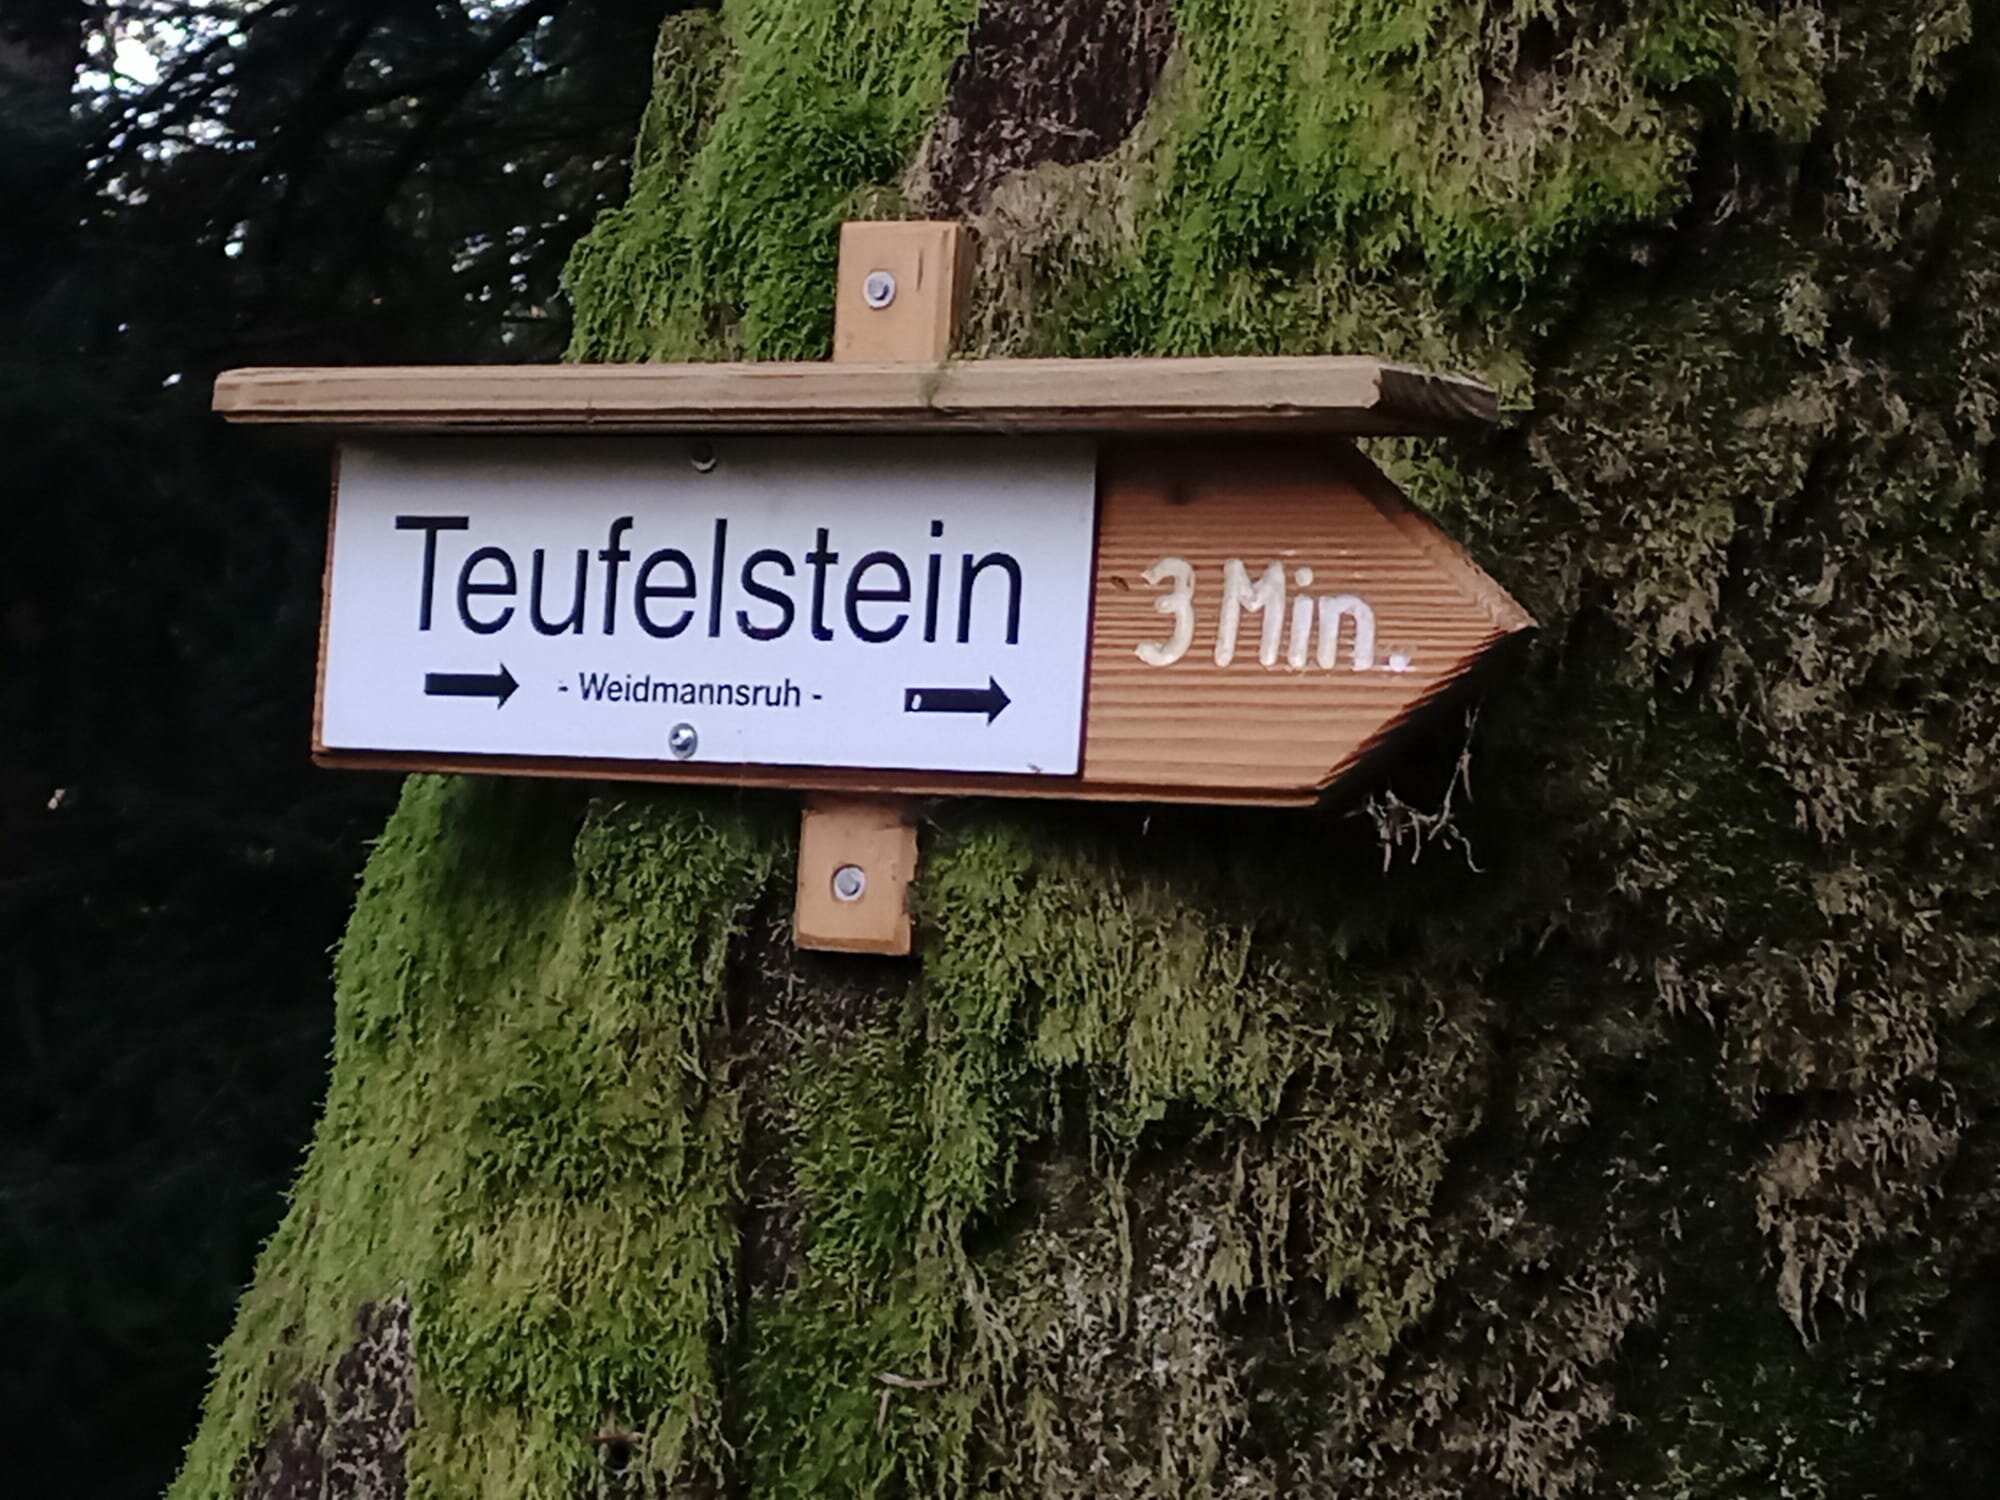 Teufelstein
- Weidmannsruh -
3 Min.